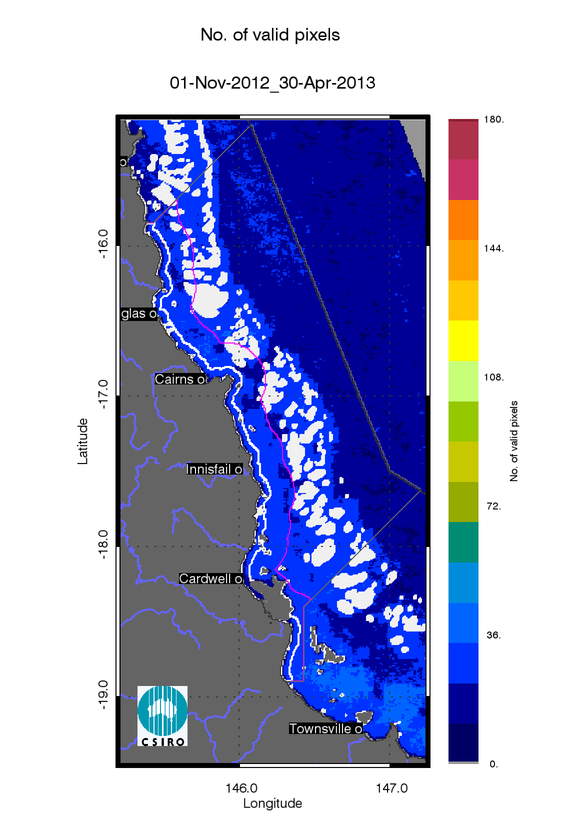 No. of valid pixels
01-Nov-2012_30-Apr-2013
180.
144.
108.
72.
36.
0.
No. of valid pixels
-16.0
-17.0
-18.0
-19.0
Latitude
o
glas o
Cairns o
Innisfail o
Cardwell o
Townsville o
CSIRO
146.0
147.0
Longitude